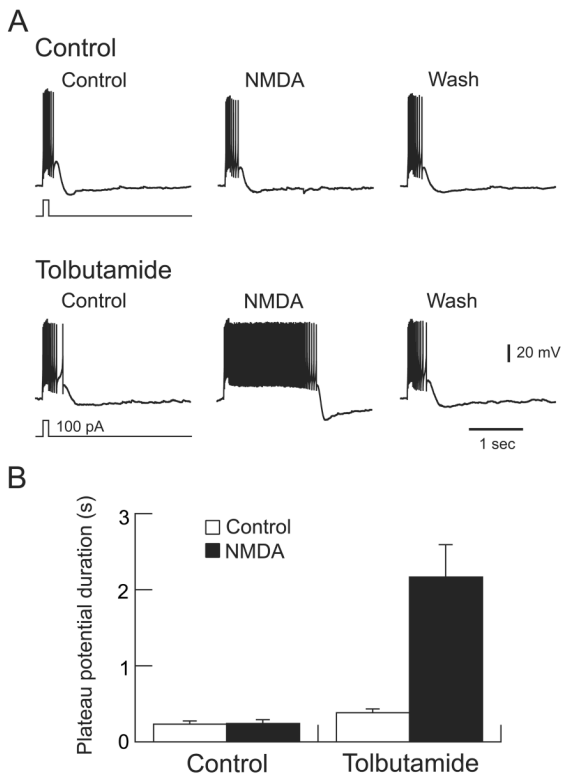 A
Control
Control NMDA Wash
Tolbutamide
Control NMDA Wash
20 mV
100 pA
1 sec
B
Plateau potential duration (s)
3
2
1
0
Control
NMDA
Control Tolbutamide